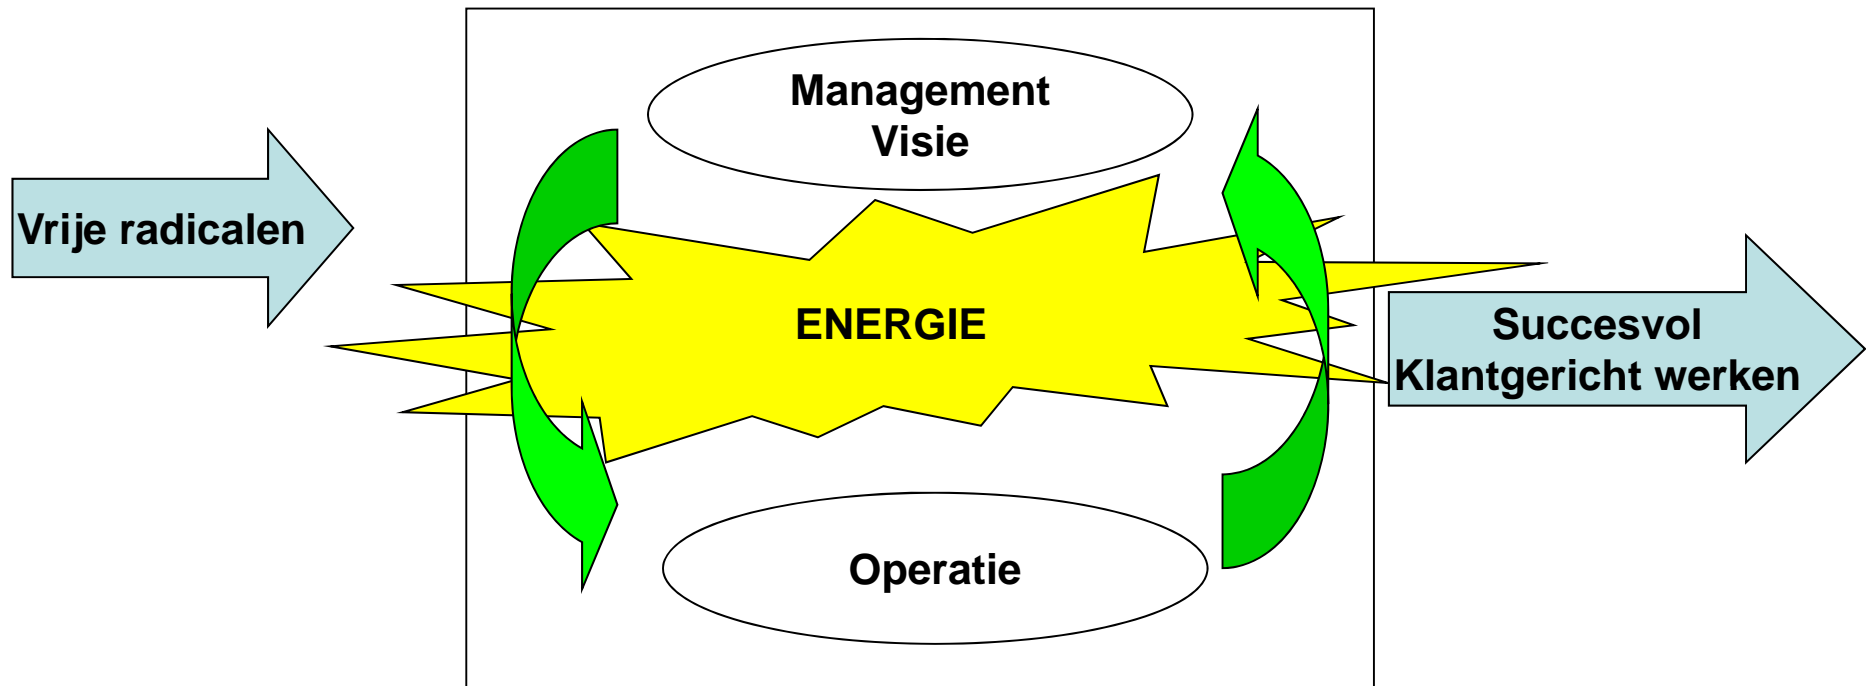 Management
Visie
Vrije radicalen
ENERGIE
Succesvol
Klantgericht werken
Operatie